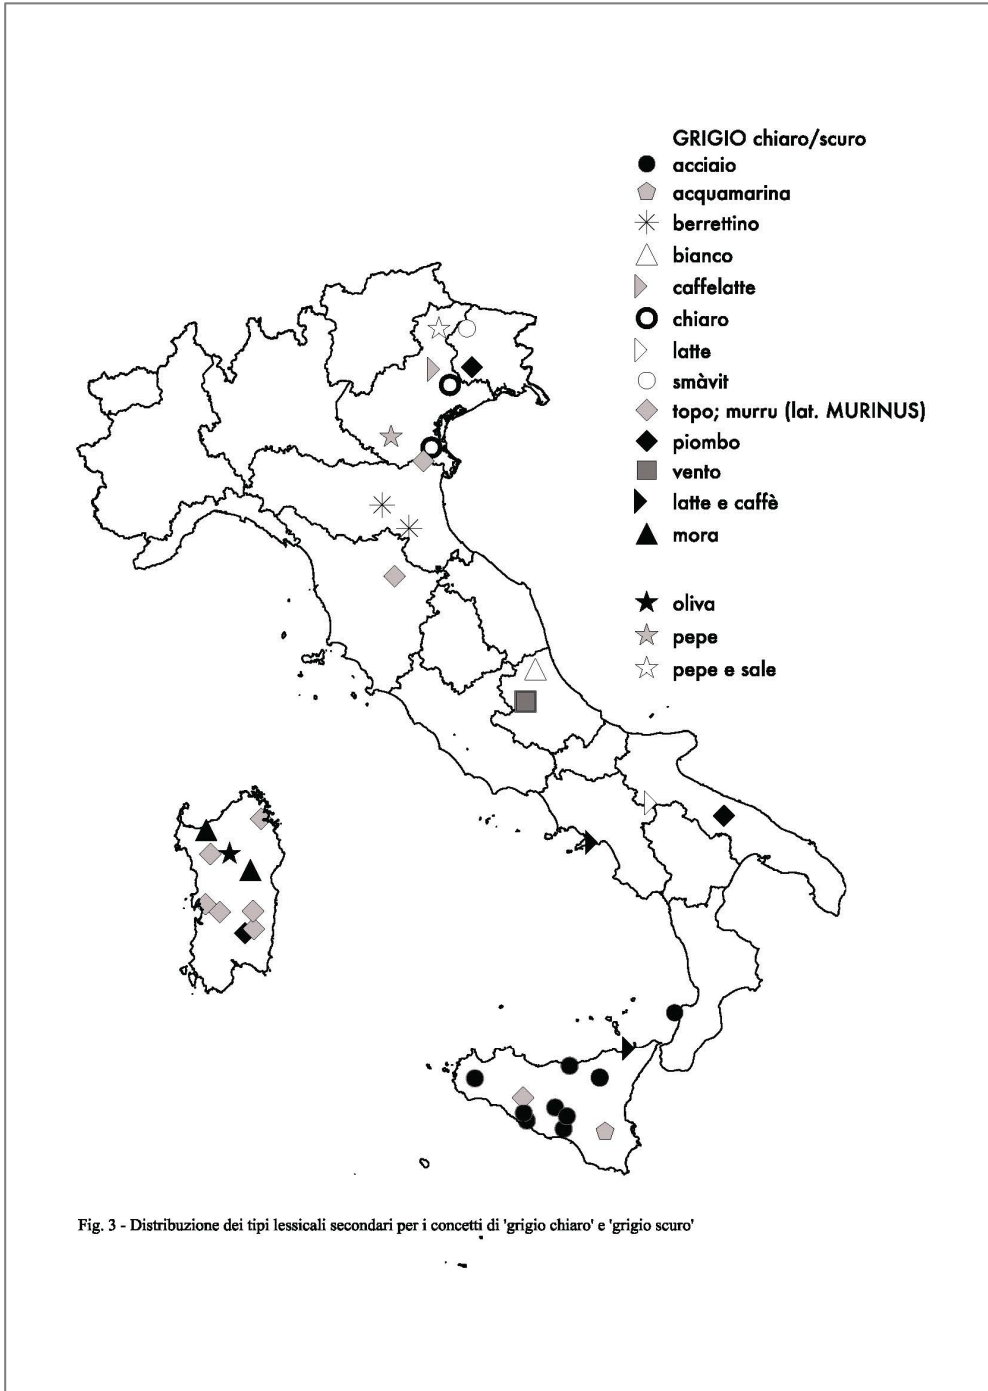 GRIGIO chiaro/scuro
acciaio
acquamarina
berrettino
bianco
caffelatte
chiaro
latte
smàvit
topo; murru (lat. MURINUS)
piombo
vento
latte e caffè
mora
oliva
pepe
pepe e sale
Fig. 3 - Distribuzione dei tipi lessicali secondari per i concetti di 'grigio chiaro' e 'grigio scuro'